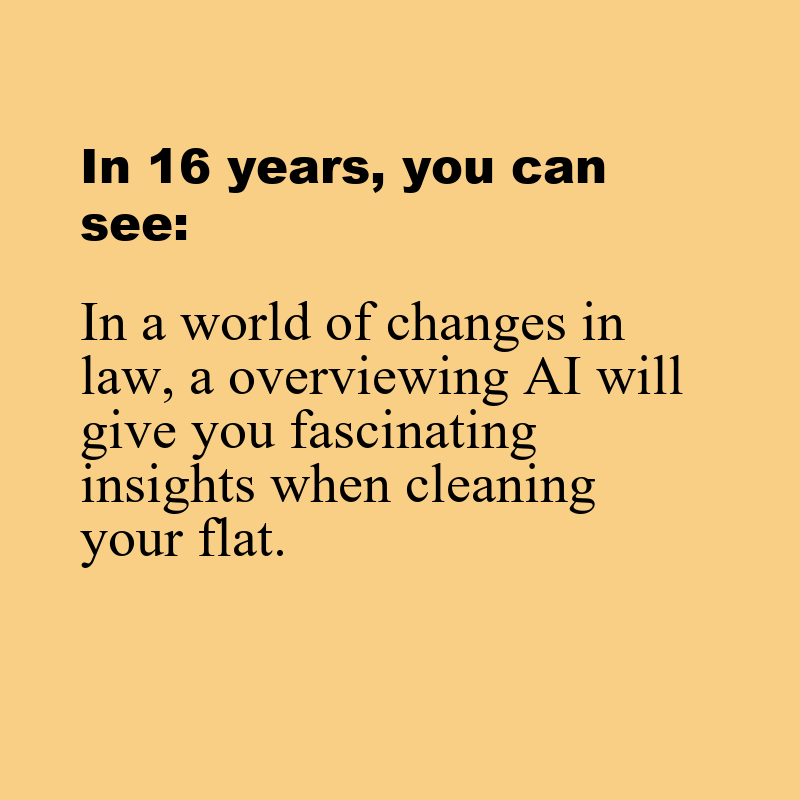 In 16 years, you can
see:
In a world of changes in
law, a overviewing AI will
give you fascinating
insights when cleaning
your flat.